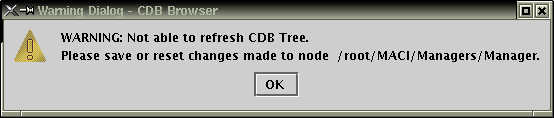 Warning Dialog - CDB Browser
WARNING: Not able to refresh CDB Tree.
Please save or reset changes made to node /root/MACI/Managers/Manager.
OK